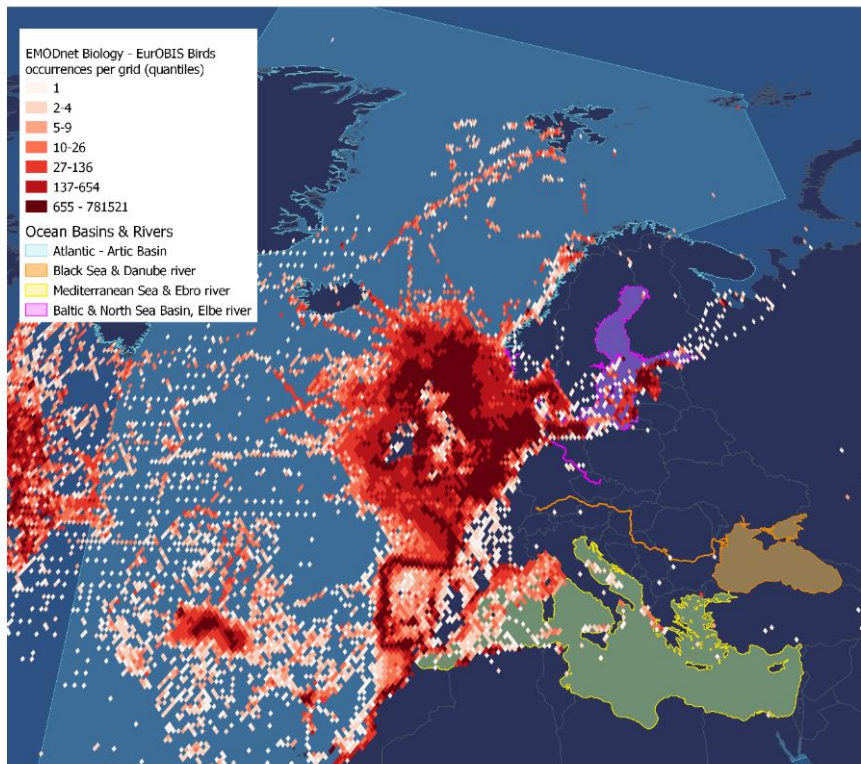 EMODnet Biology - EurOBIS Birds
occurrences per grid (quantiles)
1
2-4
5-9
10-26
27-136
137-654
655 - 781521
Ocean Basins & Rivers
Atlantic - Artic Basin
Black Sea & Danube river
Mediterranean Sea & Ebro river
Baltic & North Sea Basin, Elbe river